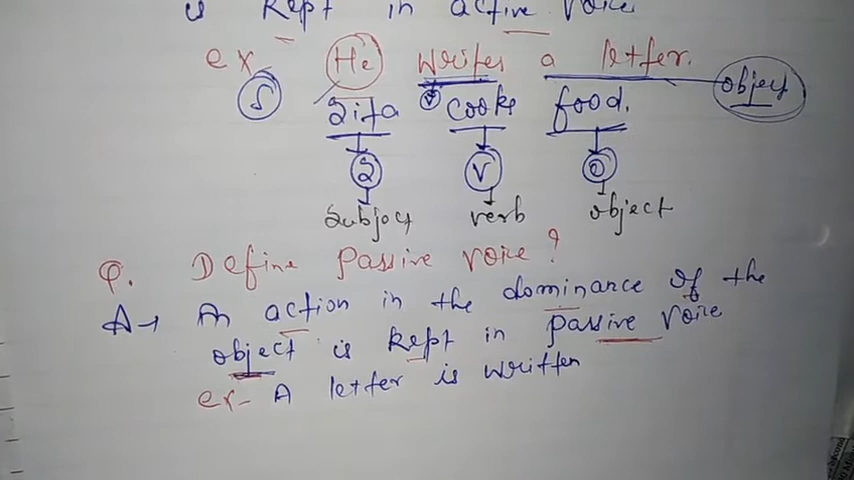 is kept in active voice
ex He writes a letter. object
S Sita V cooks food.
S V O
subject verb object
Q. Define passive voice?
A→ An action in the dominance of the
object is kept in passive voice
ex- A letter is written